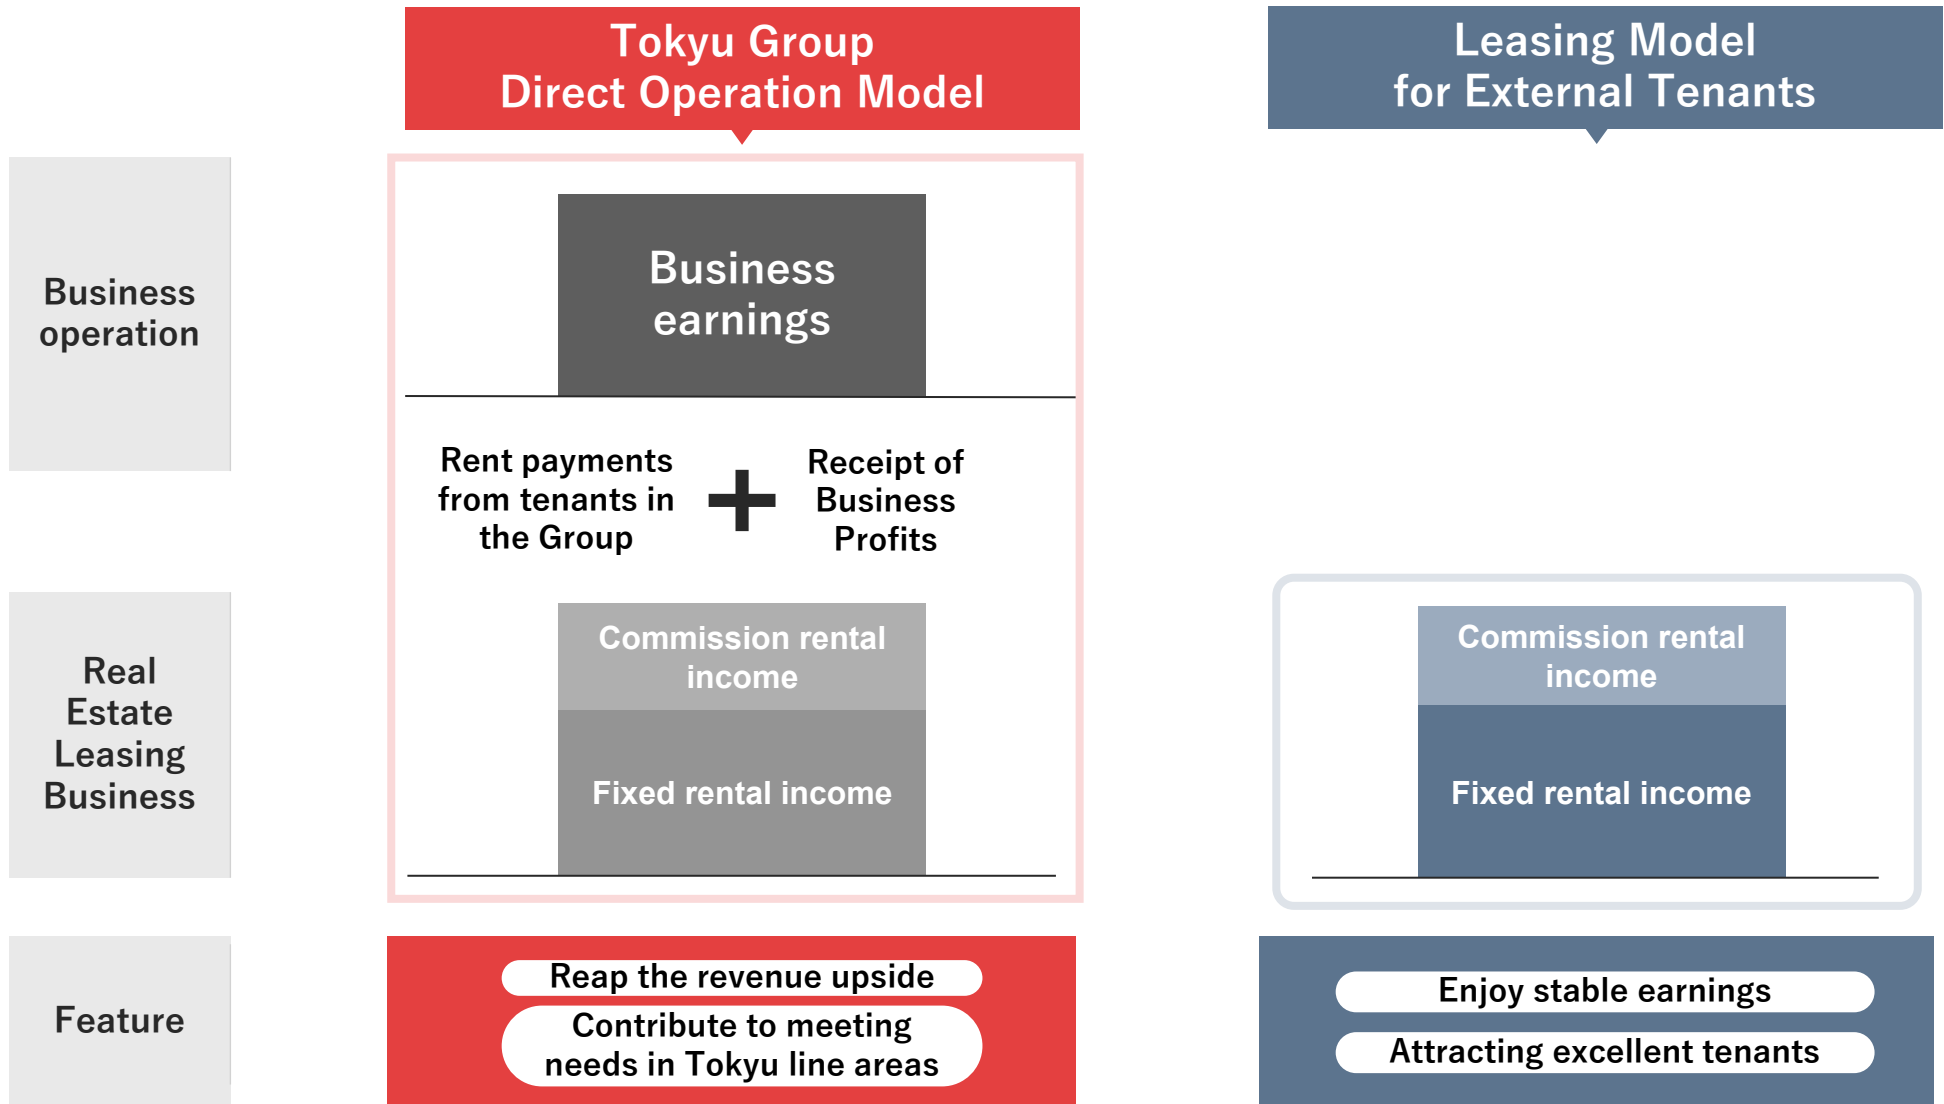 Tokyu Group
Direct Operation Model
Leasing Model
for External Tenants
Business
operation
Business
earnings
Rent payments
from tenants in
the Group
+
Receipt of
Business
Profits
Real
Estate
Leasing
Business
Commission rental
income
Fixed rental income
Commission rental
income
Fixed rental income
Feature
Reap the revenue upside
Contribute to meeting
needs in Tokyu line areas
Enjoy stable earnings
Attracting excellent tenants